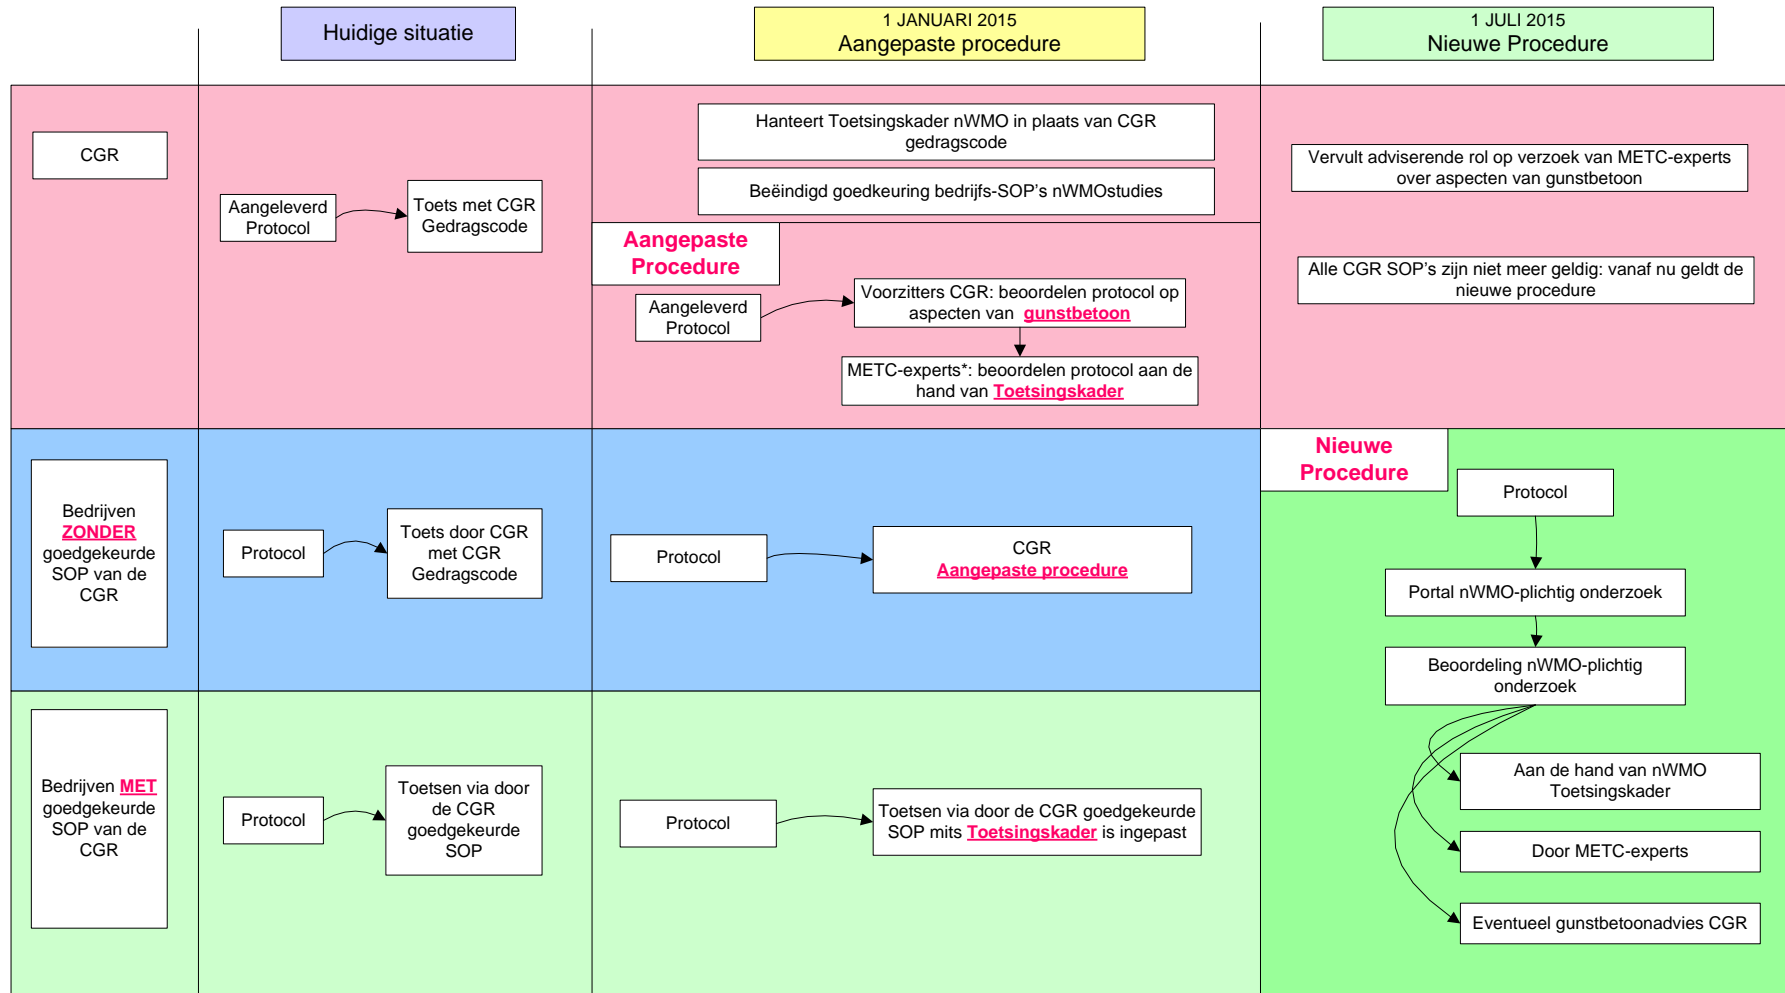 Huidige situatie
1 JANUARI 2015
Aangepaste procedure
1 JULI 2015
Nieuwe Procedure
CGR
Aangeleverd
Protocol
Toets met CGR
Gedragscode
Hanteert Toetsingskader nWMO in plaats van CGR
gedragscode
Beëindigd goedkeuring bedrijfs-SOP's nWMOstudies
Aangepaste
Procedure
Aangeleverd
Protocol
Voorzitters CGR: beoordelen protocol op
aspecten van gunstbetoon
METC-experts*: beoordelen protocol aan de
hand van Toetsingskader
Vervult adviserende rol op verzoek van METC-experts
over aspecten van gunstbetoon
Alle CGR SOP's zijn niet meer geldig: vanaf nu geldt de
nieuwe procedure
Bedrijven
ZONDER
goedgekeurde
SOP van de
CGR
Protocol
Toets door CGR
met CGR
Gedragscode
Protocol
CGR
Aangepaste procedure
Nieuwe
Procedure
Protocol
Portal nWMO-plichtig onderzoek
Beoordeling nWMO-plichtig
onderzoek
Aan de hand van nWMO
Toetsingskader
Door METC-experts
Eventueel gunstbetoonadvies CGR
Bedrijven MET
goedgekeurde
SOP van de
CGR
Protocol
Toetsen via door
de CGR
goedgekeurde
SOP
Protocol
Toetsen via door de CGR goedgekeurde
SOP mits Toetsingskader is ingepast